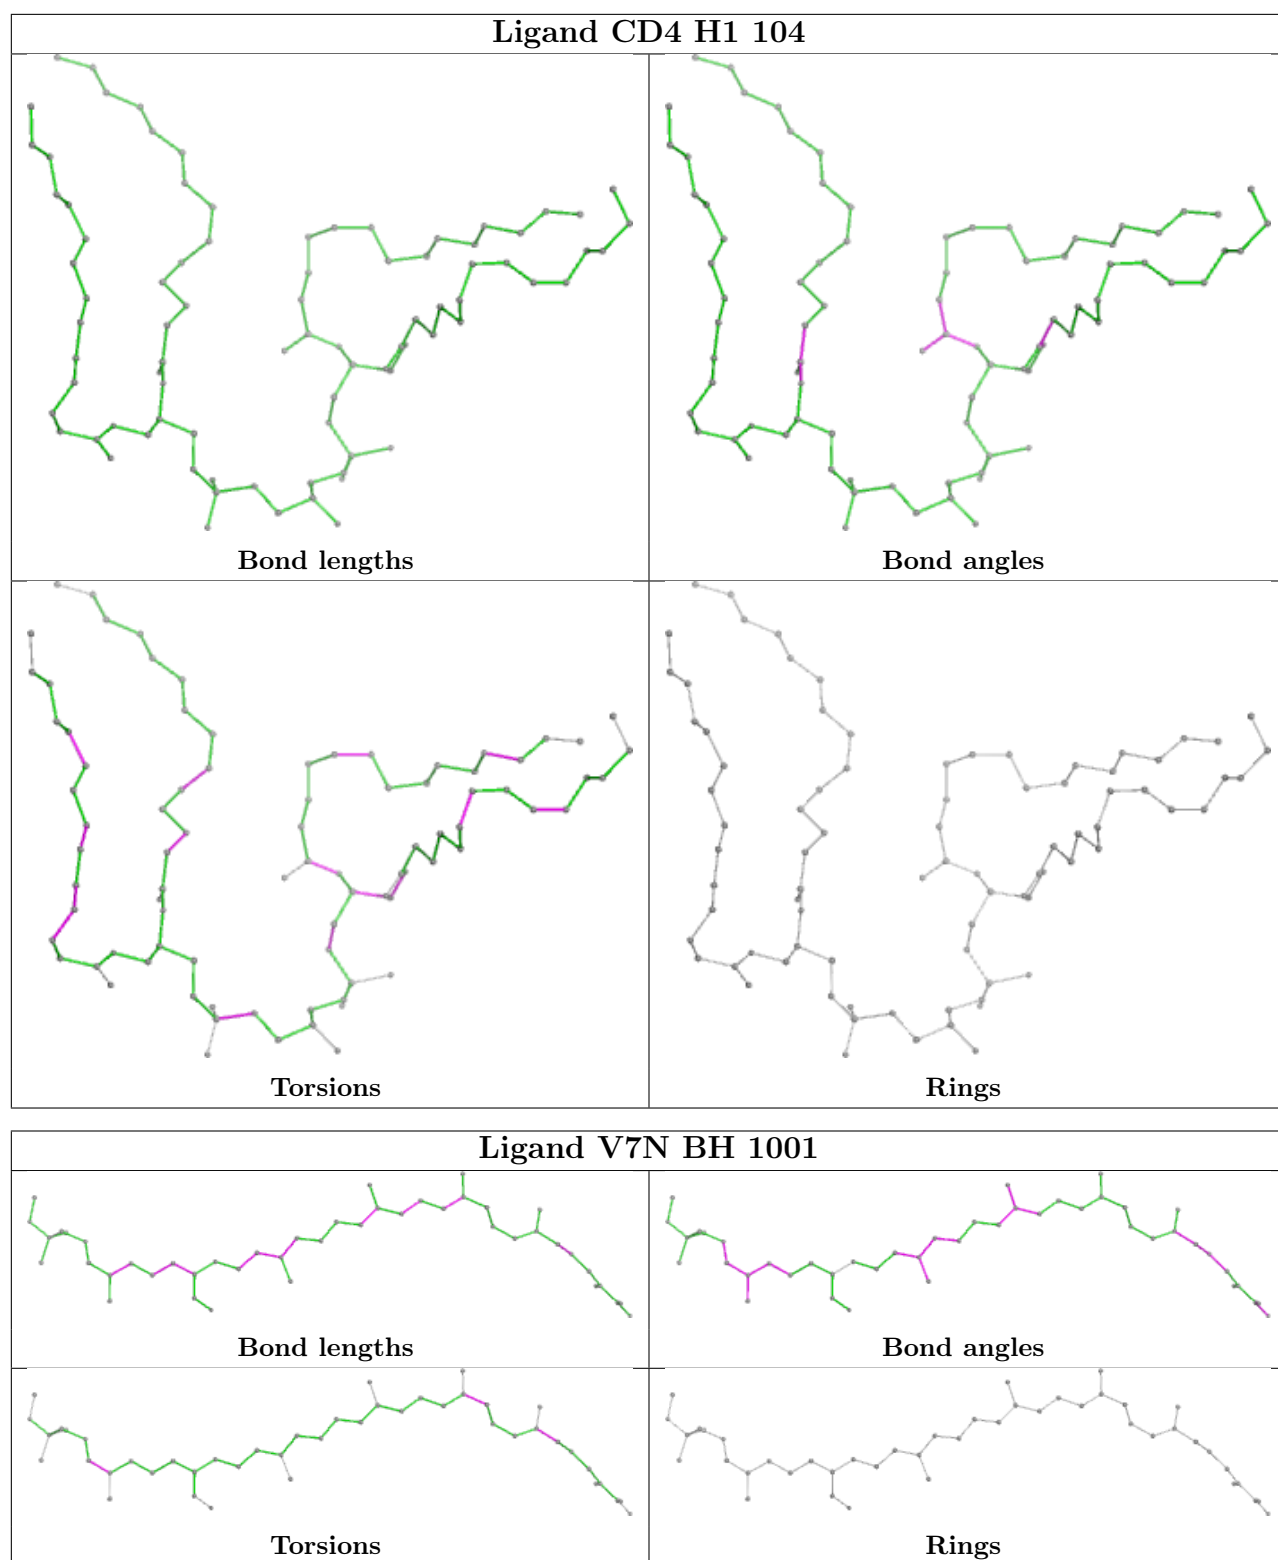 Ligand CD4 H1 104
Bond lengths
Bond angles
Torsions
Rings
Ligand V7N BH 1001
Bond lengths
Bond angles
Torsions
Rings